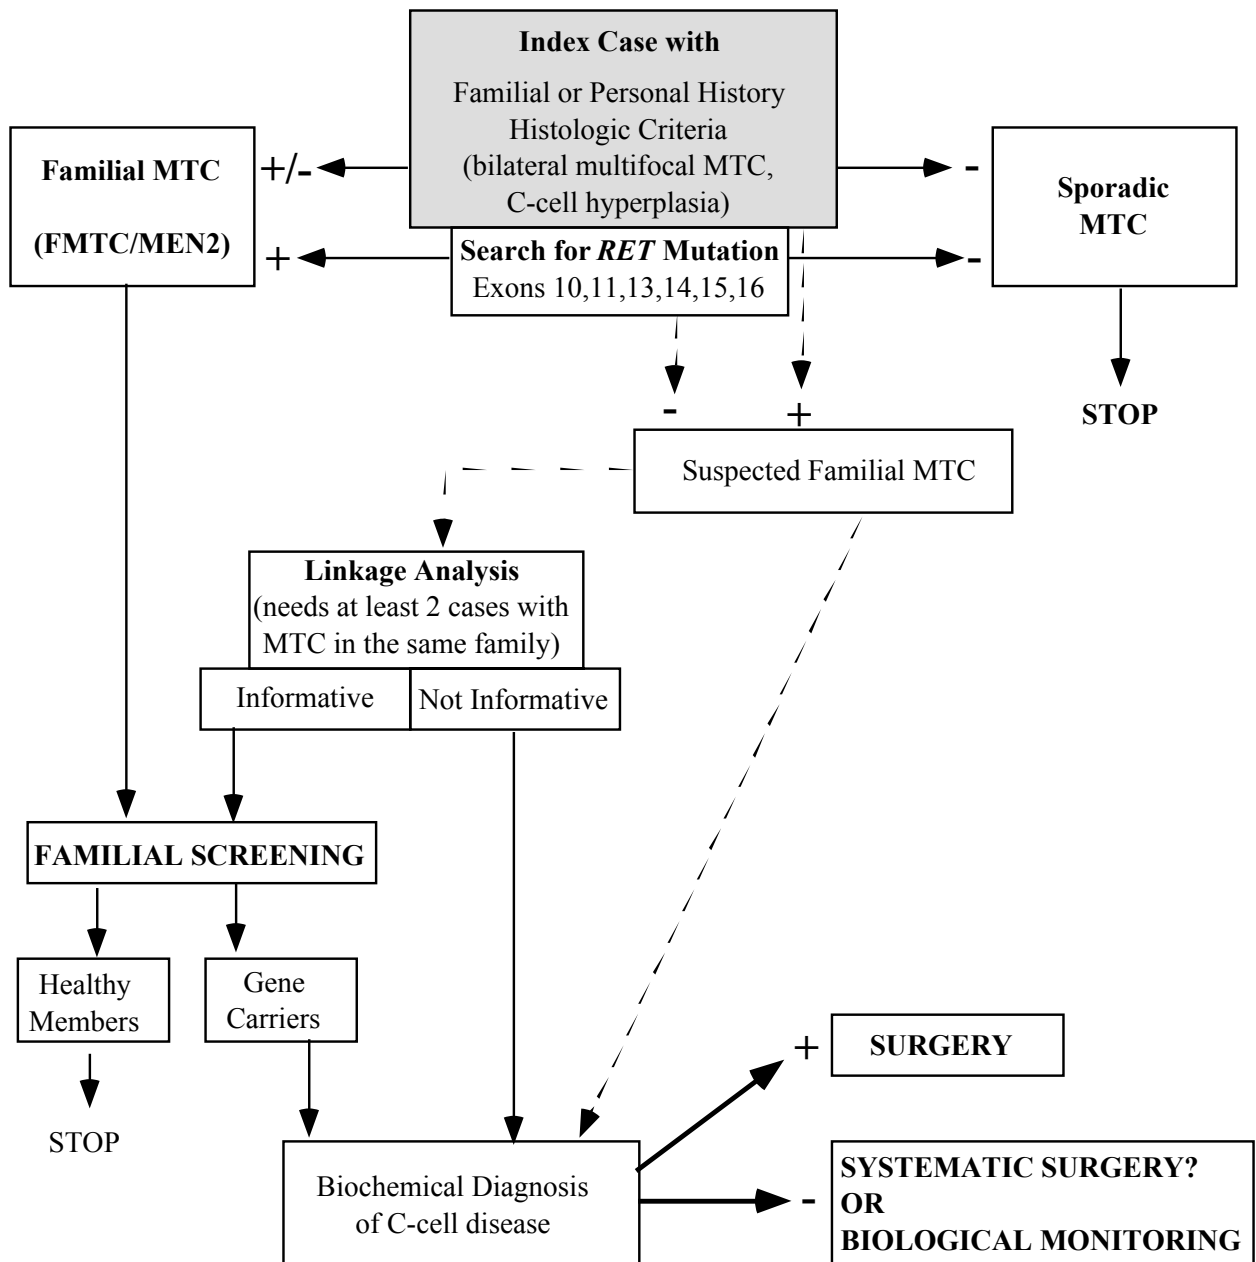 Index Case with
Familial or Personal History
Histologic Criteria
(bilateral multifocal MTC,
C-cell hyperplasia)
Familial MTC
(FMTC/MEN2)
+/-
+
-
-
Sporadic
MTC
Search for RET Mutation
Exons 10,11,13,14,15,16
-
+
STOP
Suspected Familial MTC
Linkage Analysis
(needs at least 2 cases with
MTC in the same family)
Informative
Not Informative
FAMILIAL SCREENING
Healthy
Members
Gene
Carriers
STOP
Biochemical Diagnosis
of C-cell disease
+
SURGERY
-
SYSTEMATIC SURGERY?
OR
BIOLOGICAL MONITORING